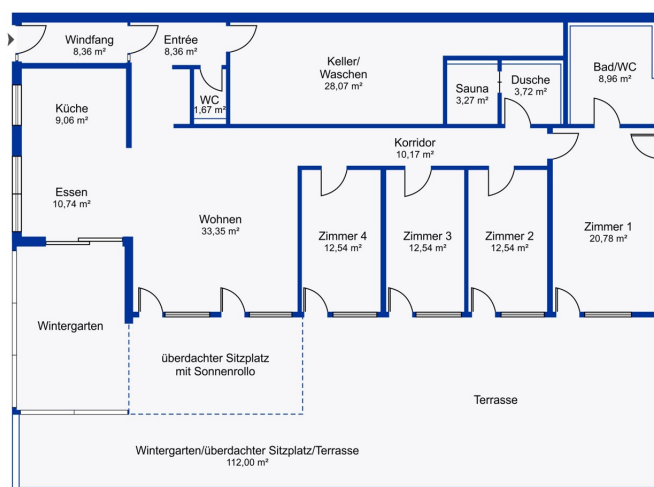 Windfang
8,36 m²
Entrée
8,36 m²
Keller/
Waschen
28,07 m²
Bad/WC
8,96 m²
Sauna
3,27 m²
Dusche
3,72 m²
WC
1,67 m²
Küche
9,06 m²
Korridor
10,17 m²
Essen
10,74 m²
Wohnen
33,35 m²
Zimmer 4
12,54 m²
Zimmer 3
12,54 m²
Zimmer 2
12,54 m²
Zimmer 1
20,78 m²
Wintergarten
überdachter Sitzplatz
mit Sonnenrollo
Terrasse
Wintergarten/überdachter Sitzplatz/Terrasse
112,00 m²